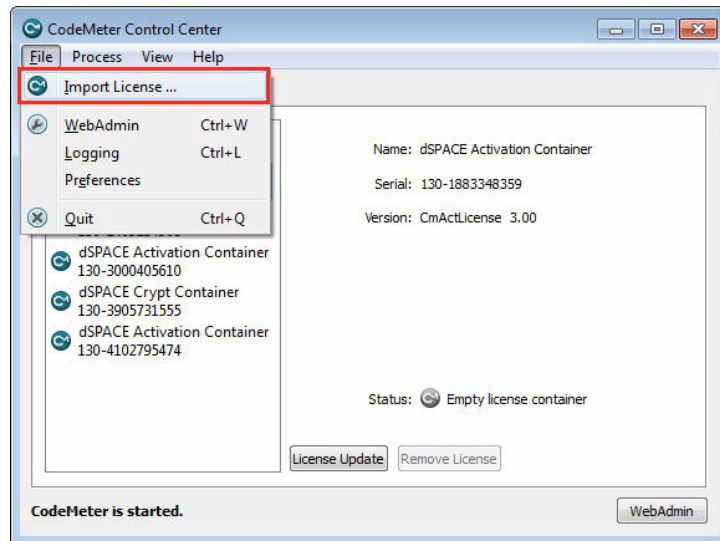 CodeMeter Control Center
File Process View Help
Import License ...
WebAdmin Ctrl+W
Logging Ctrl+L
Preferences
Quit Ctrl+Q
dSPACE Activation Container
130-3000405610
dSPACE Crypt Container
130-3905731555
dSPACE Activation Container
130-4102795474
Name: dSPACE Activation Container
Serial: 130-1883348359
Version: CmActLicense 3.00
Status: Empty license container
License Update Remove License
CodeMeter is started.
WebAdmin